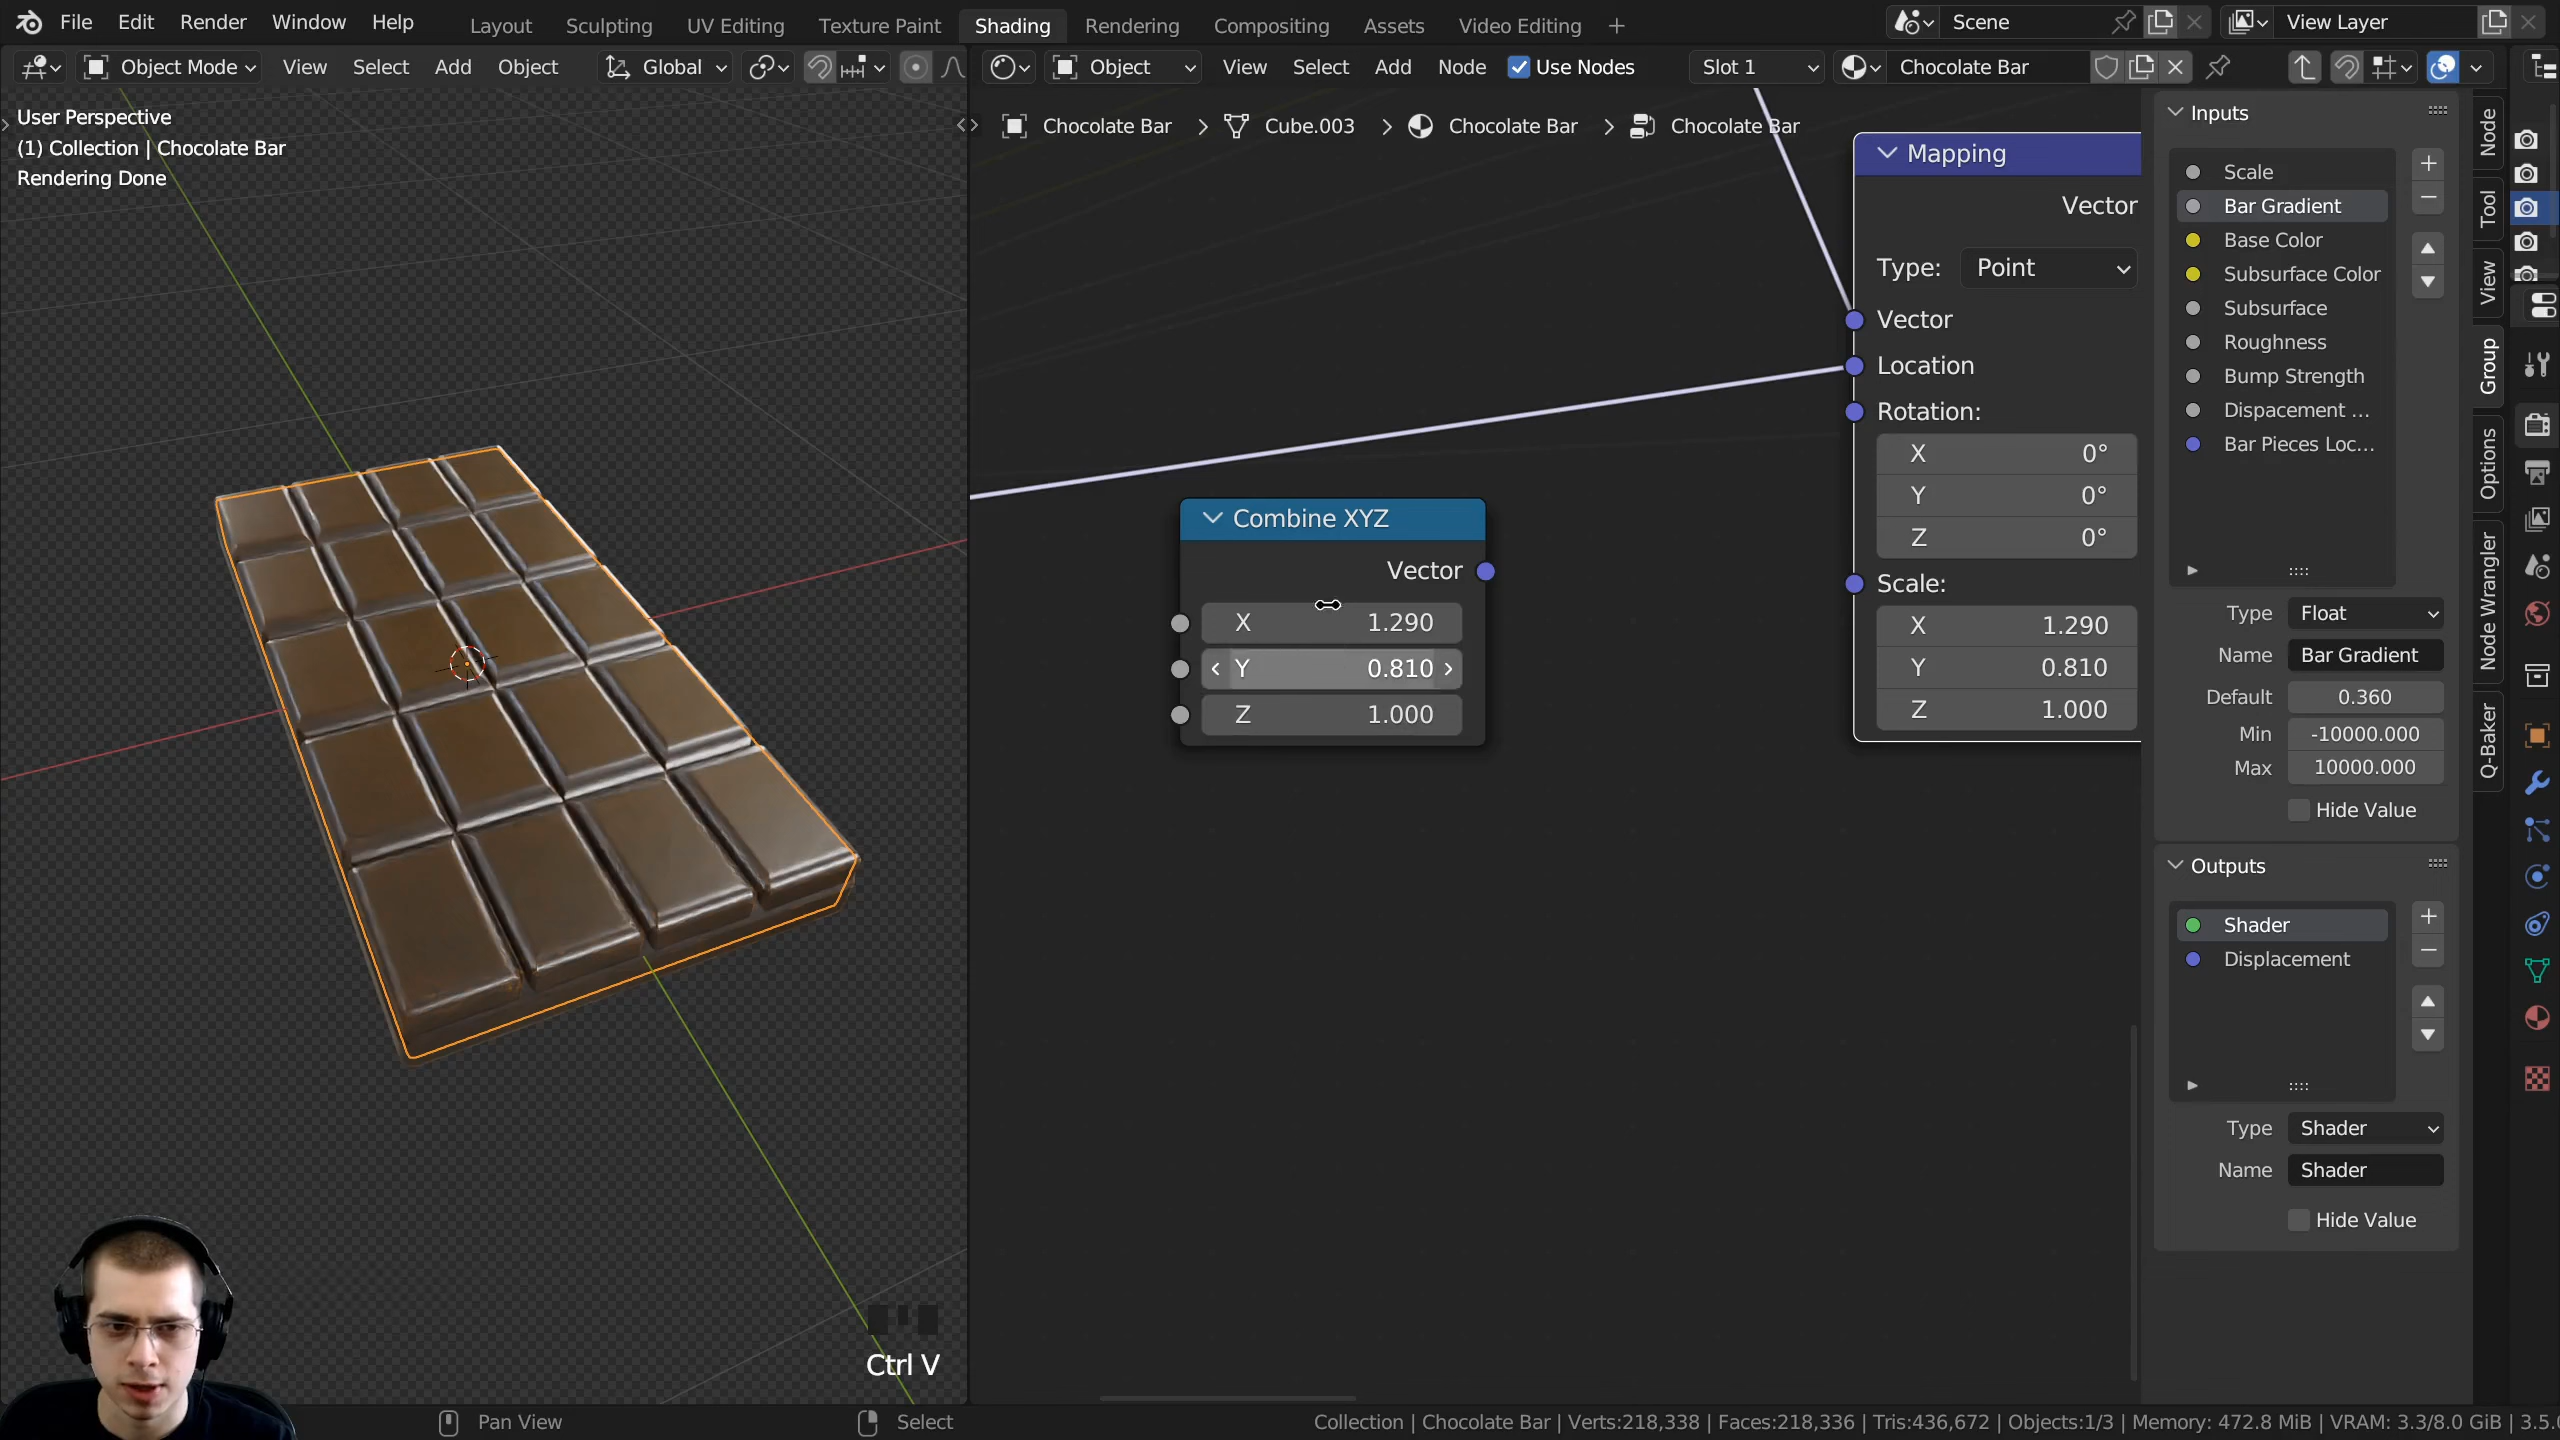 File Edit Render Window Help Layout Sculpting UV Editing Texture Paint Shading Rendering Compositing Assets Video Editing + Scene View Layer
Object Mode View Select Add Object Global Object View Select Add Node Use Nodes Slot 1 Chocolate Bar
User Perspective
(1) Collection | Chocolate Bar
Rendering Done
Chocolate Bar Cube.003 Chocolate Bar Chocolate Bar
Mapping
Vector
Type: Point
Vector
Location
Rotation:
X 0°
Y 0°
Z 0°
Scale:
X 1.290
Y 0.810
Z 1.000
Combine XYZ
Vector
X 1.290
Y 0.810
Z 1.000
Inputs
Scale
Bar Gradient
Base Color
Subsurface Color
Subsurface
Roughness
Bump Strength
Dispacement ...
Bar Pieces Loc...
Type Float
Name Bar Gradient
Default 0.360
Min -10000.000
Max 10000.000
Hide Value
Outputs
Shader
Displacement
Type Shader
Name Shader
Hide Value
Node
Tool
View
Group
Options
Node Wrangler
Q-Baker
Ctrl V
Pan View Select Collection | Chocolate Bar | Verts:218,338 | Faces:218,336 | Tris:436,672 | Objects:1/3 | Memory: 472.8 MiB | VRAM: 3.3/8.0 GiB | 3.5.